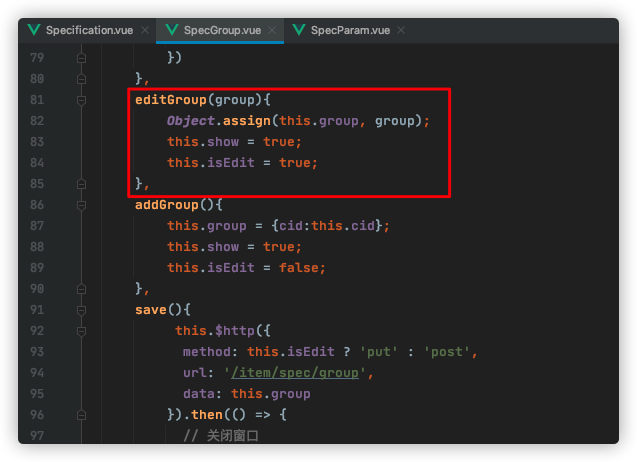 Specification.vue SpecGroup.vue SpecParam.vue
79 })
80 },
81 editGroup(group){
82 Object.assign(this.group, group);
83 this.show = true;
84 this.isEdit = true;
85 },
86 addGroup(){
87 this.group = {cid:this.cid};
88 this.show = true;
89 this.isEdit = false;
90 },
91 save(){
92 this.$http({
93 method: this.isEdit ? 'put' : 'post',
94 url: '/item/spec/group',
95 data: this.group
96 }).then(() => {
97 // 关闭窗口